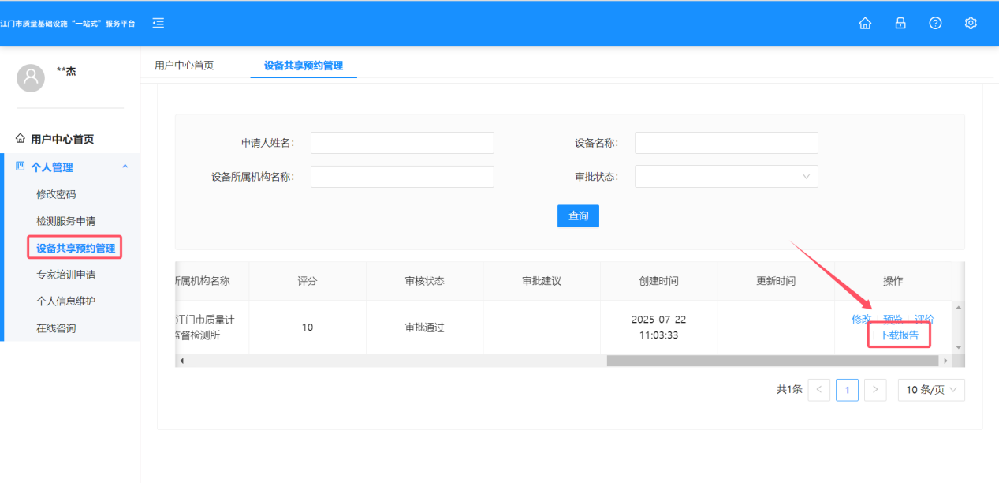 江门市质量基础设施“一站式”服务平台
**杰
用户中心首页
设备共享预约管理
用户中心首页
个人管理
修改密码
检测服务申请
设备共享预约管理
专家培训申请
个人信息维护
在线咨询
申请人姓名:
设备名称:
设备所属机构名称:
审批状态:
查询
所属机构名称
评分
审核状态
审批建议
创建时间
更新时间
操作
江门市质量计
监督检测所
10
审批通过
2025-07-22
11:03:33
修改 预览 评价
下载报告
共1条
1
10 条/页